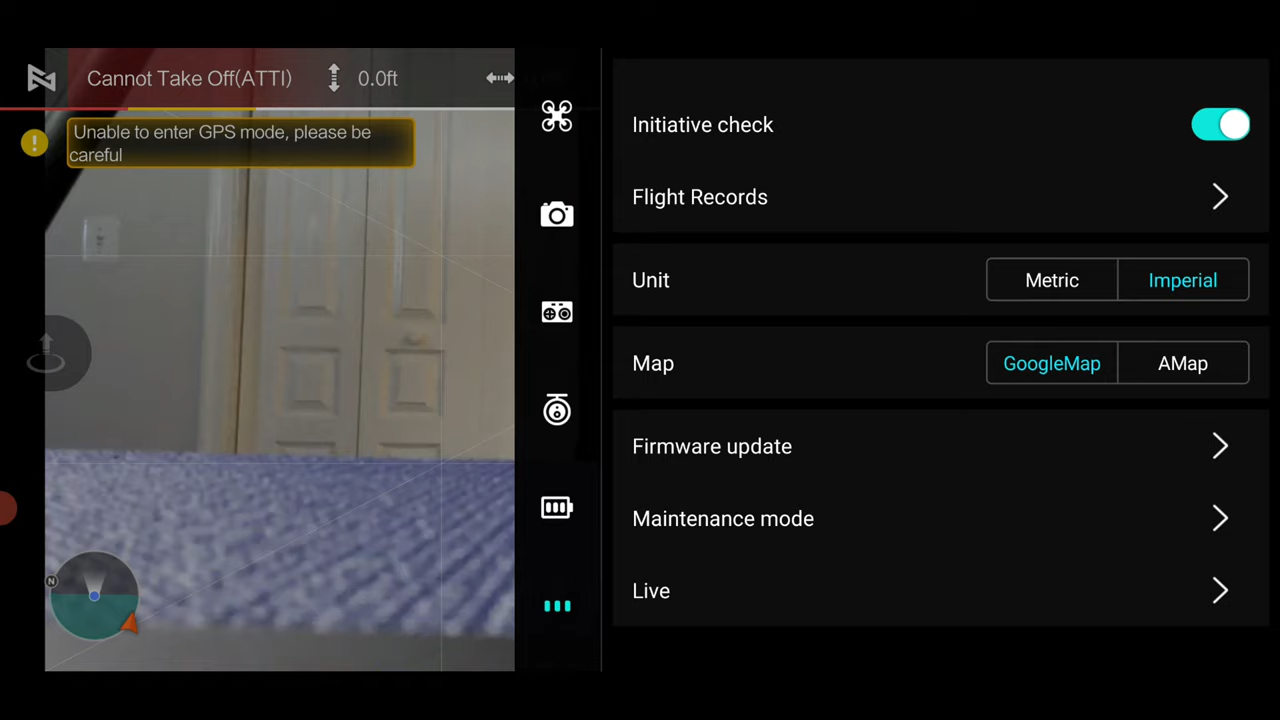 Cannot Take Off(ATTI)
0.0ft
Unable to enter GPS mode, please be
careful
N
Initiative check
Flight Records
Unit
Metric
Imperial
Map
GoogleMap
AMap
Firmware update
Maintenance mode
Live